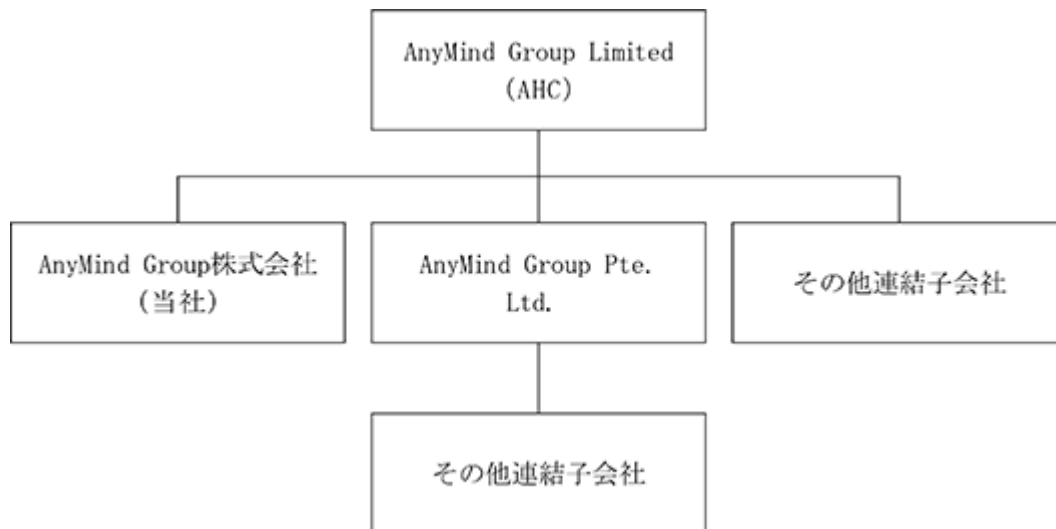 AnyMind Group Limited
(AHC)
AnyMind Group株式会社
(当社)
AnyMind Group Pte.
Ltd.
その他連結子会社
その他連結子会社